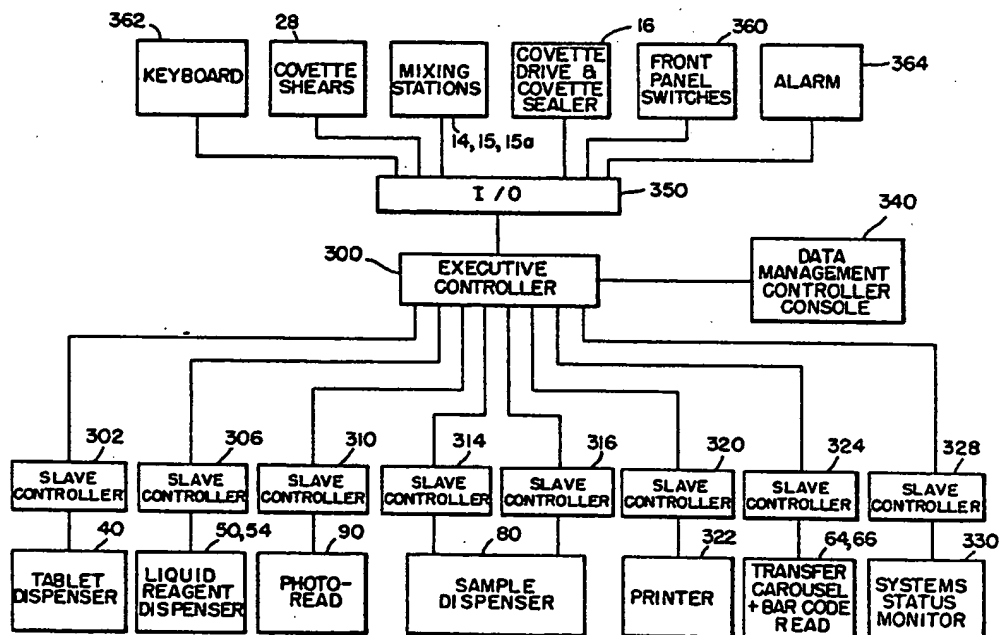 362
28
16
360
364
KEYBOARD
COVETTE
SHEARS
MIXING
STATIONS
COVETTE
DRIVE &
COVETTE
SEALER
FRONT
PANEL
SWITCHES
ALARM
14, 15, 15a
I/O
350
340
300
EXECUTIVE
CONTROLLER
DATA
MANAGEMENT
CONTROLLER
CONSOLE
302
306
310
314
316
320
324
328
SLAVE
CONTROLLER
SLAVE
CONTROLLER
SLAVE
CONTROLLER
SLAVE
CONTROLLER
SLAVE
CONTROLLER
SLAVE
CONTROLLER
SLAVE
CONTROLLER
SLAVE
CONTROLLER
40
50, 54
90
80
322
64, 66
330
TABLET
DISPENSER
LIQUID
REAGENT
DISPENSER
PHOTO-
READ
SAMPLE
DISPENSER
PRINTER
TRANSFER
CAROUSEL
+ BAR CODE
READ
SYSTEMS
STATUS
MONITOR